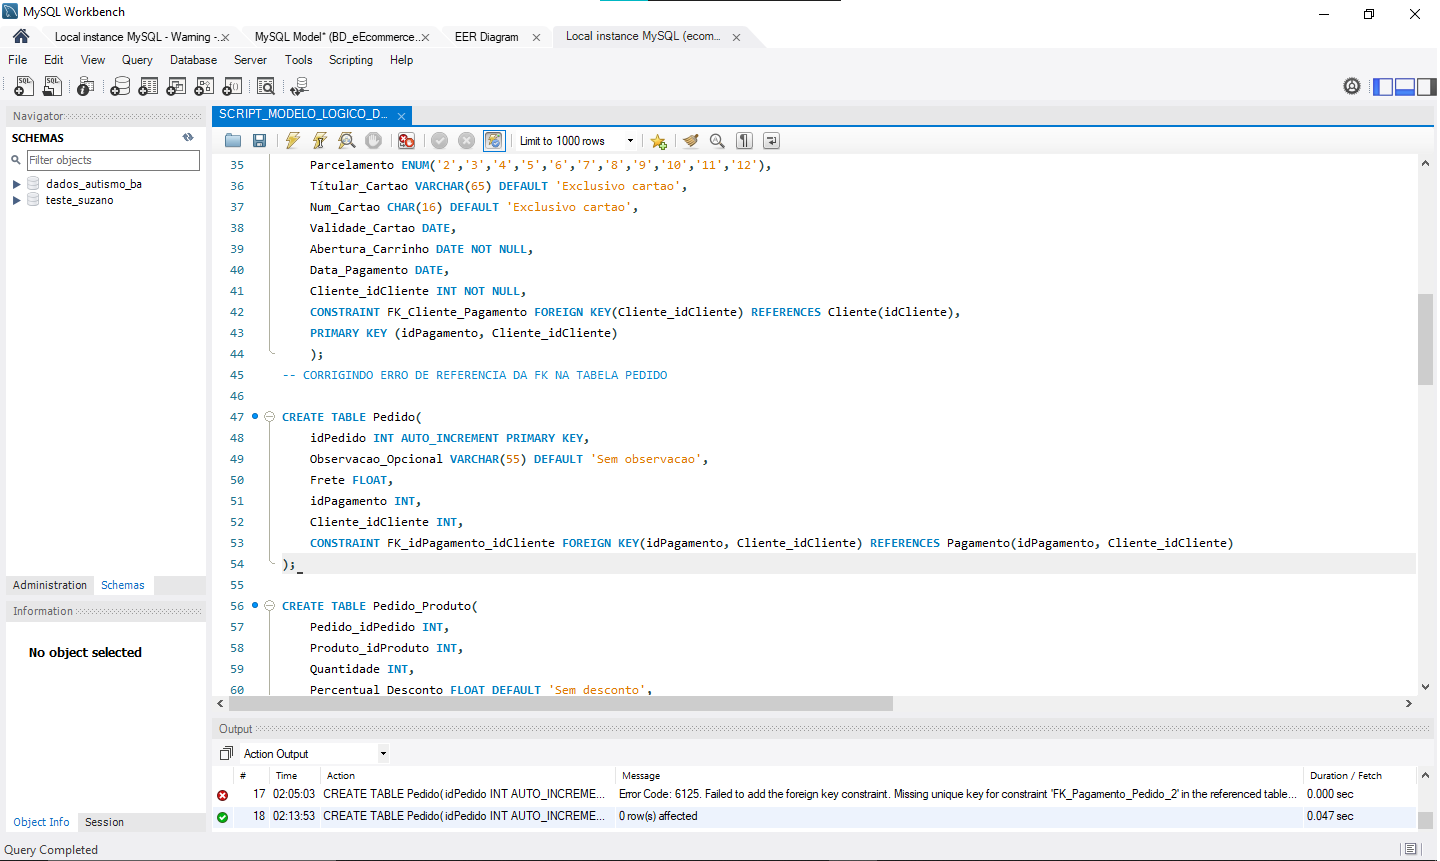 MySQL Workbench
Local instance MySQL - Warning -...
MySQL Model* (BD_eEcommerce...
EER Diagram
Local instance MySQL (ecom...
File Edit View Query Database Server Tools Scripting Help
Navigator
SCHEMAS
Filter objects
dados_autismo_ba
teste_suzano
Administration Schemas
Information
No object selected
Object Info Session
Query Completed
SCRIPT_MODELO_LOGICO_D...
Limit to 1000 rows
35 Parcelamento ENUM('2','3','4','5','6','7','8','9','10','11','12'),
36 Títular_Cartao VARCHAR(65) DEFAULT 'Exclusivo cartao',
37 Num_Cartao CHAR(16) DEFAULT 'Exclusivo cartao',
38 Validade_Cartao DATE,
39 Abertura_Carrinho DATE NOT NULL,
40 Data_Pagamento DATE,
41 Cliente_idCliente INT NOT NULL,
42 CONSTRAINT FK_Cliente_Pagamento FOREIGN KEY(Cliente_idCliente) REFERENCES Cliente(idCliente),
43 PRIMARY KEY (idPagamento, Cliente_idCliente)
44 );
45 -- CORRIGINDO ERRO DE REFERENCIA DA FK NA TABELA PEDIDO
46
47 CREATE TABLE Pedido(
48 idPedido INT AUTO_INCREMENT PRIMARY KEY,
49 Observacao_Opcional VARCHAR(55) DEFAULT 'Sem observacao',
50 Frete FLOAT,
51 idPagamento INT,
52 Cliente_idCliente INT,
53 CONSTRAINT FK_idPagamento_idCliente FOREIGN KEY(idPagamento, Cliente_idCliente) REFERENCES Pagamento(idPagamento, Cliente_idCliente)
54 );
55
56 CREATE TABLE Pedido_Produto(
57 Pedido_idPedido INT,
58 Produto_idProduto INT,
59 Quantidade INT,
60 Percentual_Desconto FLOAT DEFAULT 'Sem desconto',
Output
Action Output
# Time Action Message Duration / Fetch
17 02:05:03 CREATE TABLE Pedido( idPedido INT AUTO_INCREME... Error Code: 6125. Failed to add the foreign key constraint. Missing unique key for constraint 'FK_Pagamento_Pedido_2' in the referenced table... 0.000 sec
18 02:13:53 CREATE TABLE Pedido( idPedido INT AUTO_INCREME... 0 row(s) affected 0.047 sec